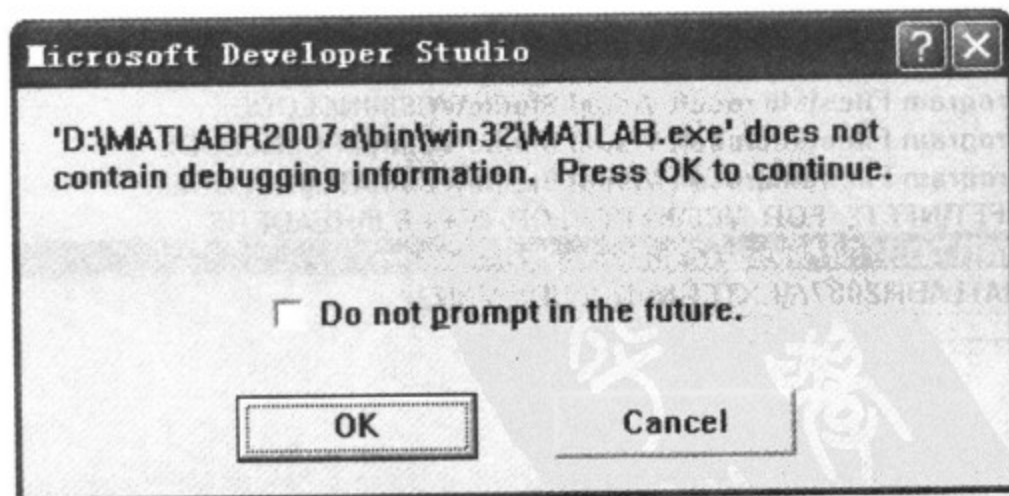 Microsoft Developer Studio
'D:\MATLABR2007a\bin\win32\MATLAB.exe' does not
contain debugging information. Press OK to continue.
Do not prompt in the future.
OK
Cancel